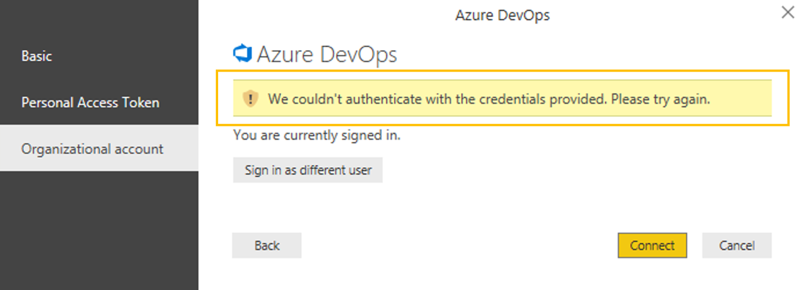 Azure DevOps
Basic
Personal Access Token
Organizational account
Azure DevOps
We couldn't authenticate with the credentials provided. Please try again.
You are currently signed in.
Sign in as different user
Back
Connect
Cancel